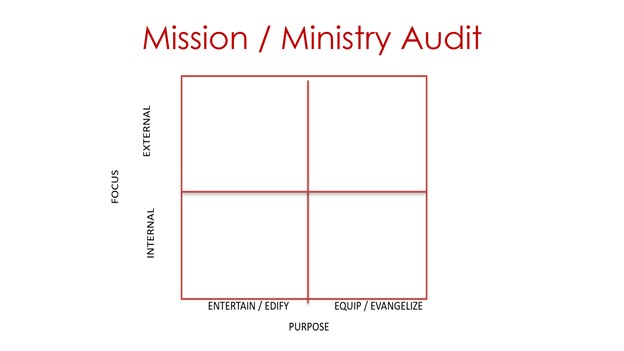 Mission / Ministry Audit
EXTERNAL
FOCUS
INTERNAL
ENTERTAIN / EDIFY
EQUIP / EVANGELIZE
PURPOSE